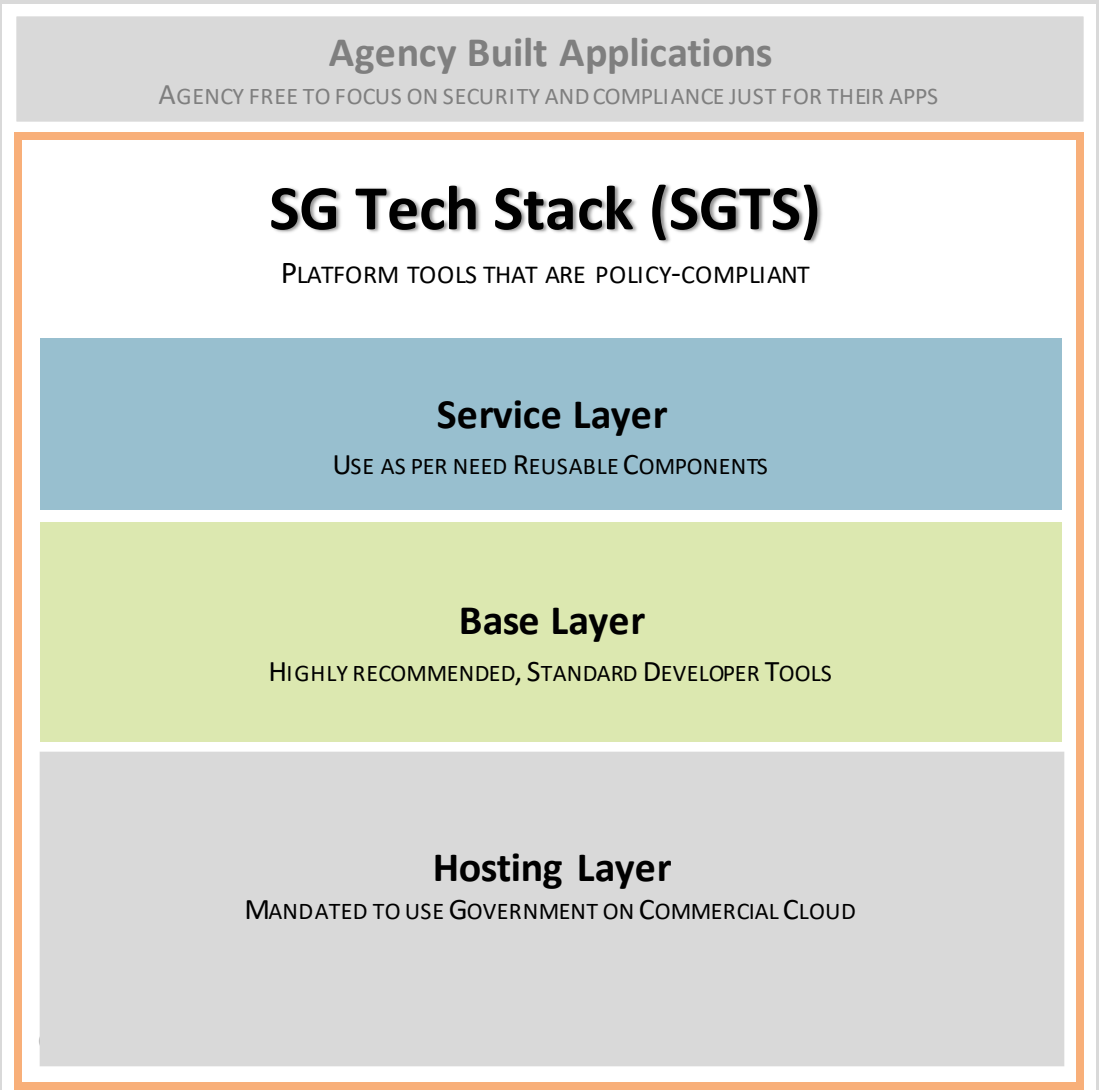 Agency Built Applications
AGENCY FREE TO FOCUS ON SECURITY AND COMPLIANCE JUST FOR THEIR APPS
SG Tech Stack (SGTS)
PLATFORM TOOLS THAT ARE POLICY-COMPLIANT
Service Layer
USE AS PER NEED REUSABLE COMPONENTS
Base Layer
HIGHLY RECOMMENDED, STANDARD DEVELOPER TOOLS
Hosting Layer
MANDATED TO USE GOVERNMENT ON COMMERCIAL CLOUD